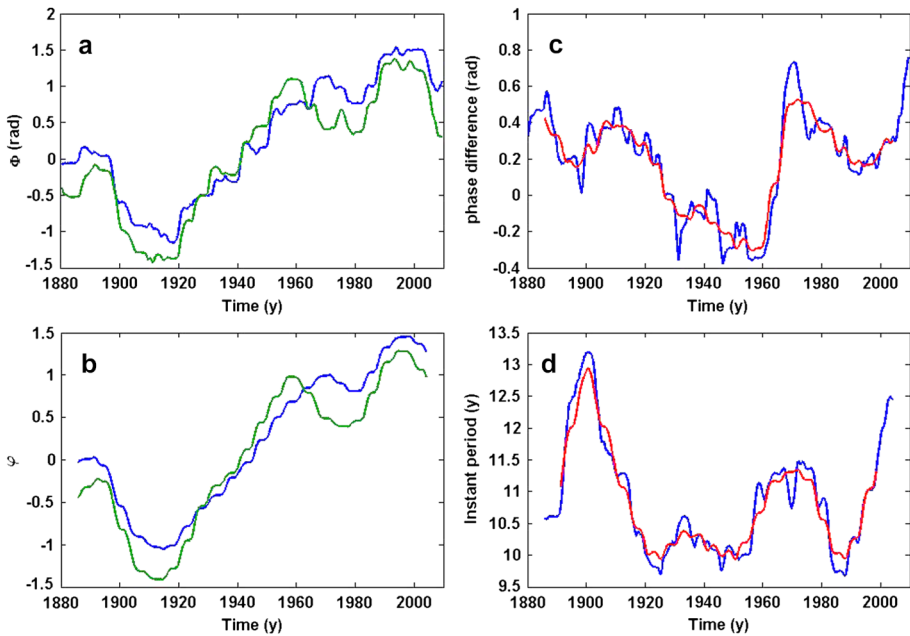 a
Φ (rad)
2
1.5
1
0.5
0
-0.5
-1
-1.5
1880 1900 1920 1940 1960 1980 2000
Time (y)
c
phase difference (rad)
1
0.8
0.6
0.4
0.2
0
-0.2
-0.4
1880 1900 1920 1940 1960 1980 2000
Time (y)
b
φ
1.5
1
0.5
0
-0.5
-1
-1.5
1880 1900 1920 1940 1960 1980 2000
Time (y)
d
Instant period (y)
13.5
13
12.5
12
11.5
11
10.5
10
9.5
1880 1900 1920 1940 1960 1980 2000
Time (y)